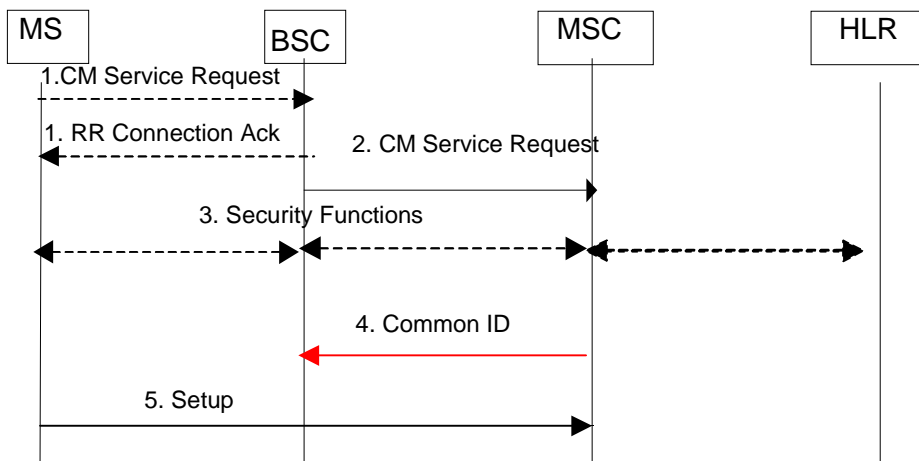 MS
BSC
MSC
HLR
1.CM Service Request
1. RR Connection Ack
2. CM Service Request
3. Security Functions
4. Common ID
5. Setup